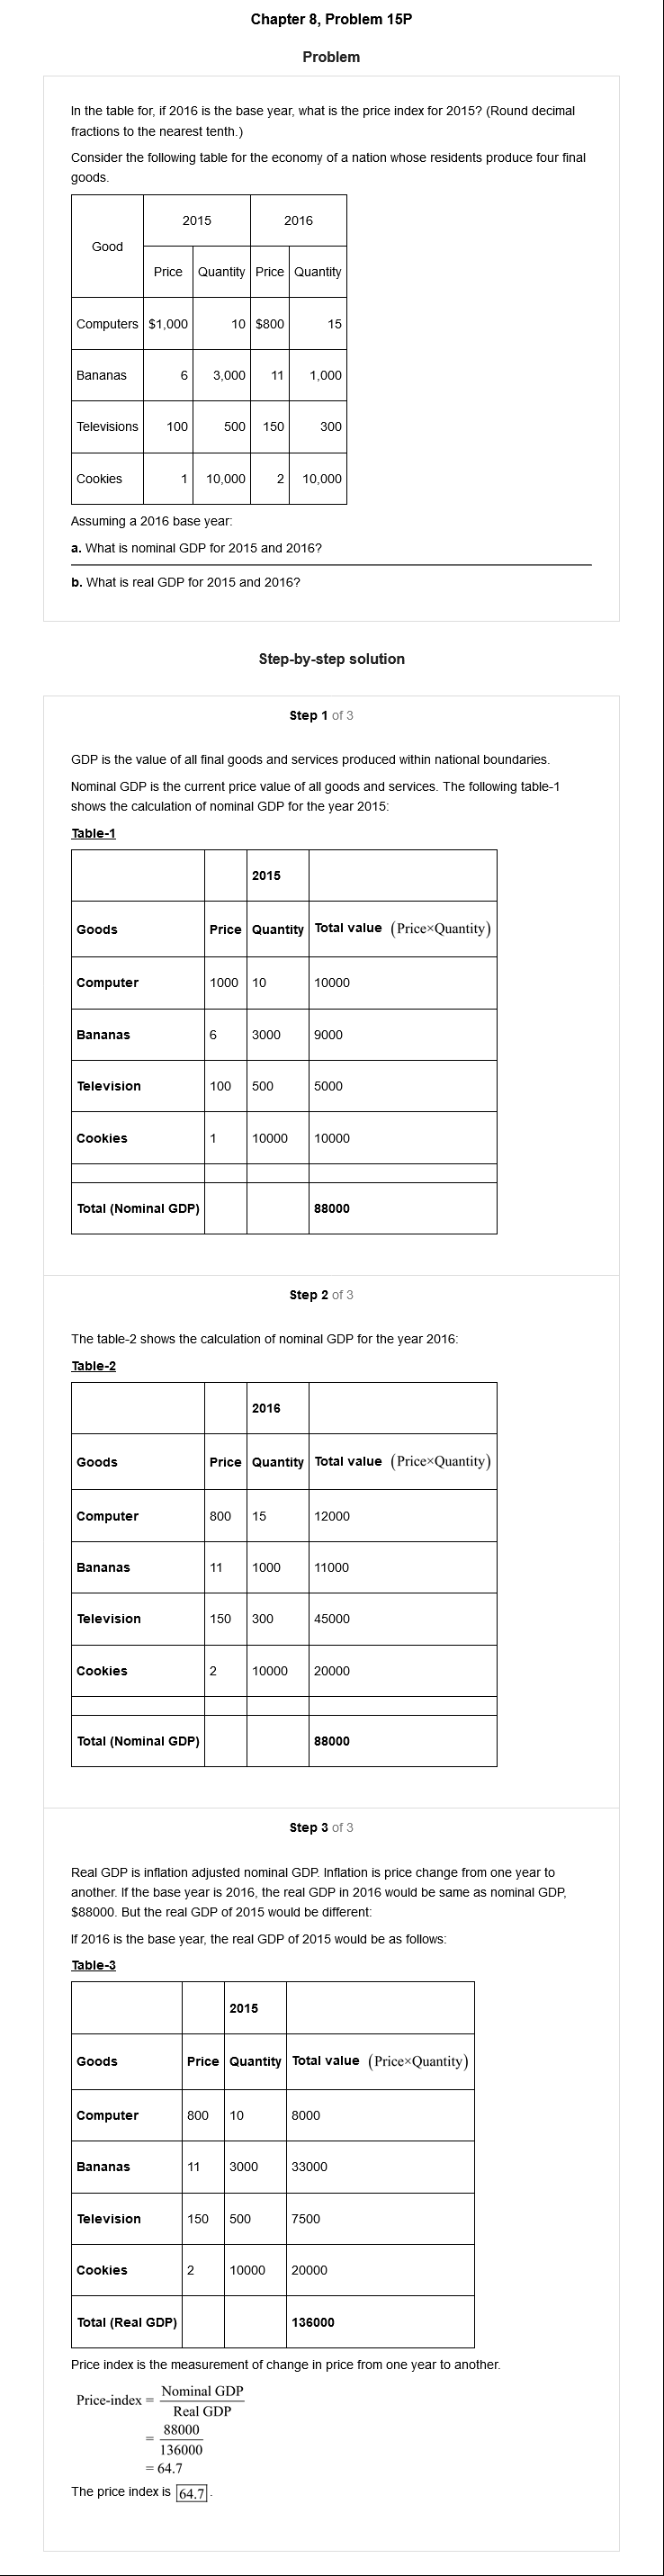 Chapter 8, Problem 15P
Problem
In the table for, if 2016 is the base year, what is the price index for 2015? (Round decimal
fractions to the nearest tenth.)
Consider the following table for the economy of a nation whose residents produce four final
goods.
Good 2015 2016
Price Quantity Price Quantity
Computers $1,000 10 $800 15
Bananas 6 3,000 11 1,000
Televisions 100 500 150 300
Cookies 1 10,000 2 10,000
Assuming a 2016 base year:
a. What is nominal GDP for 2015 and 2016?
b. What is real GDP for 2015 and 2016?
Step-by-step solution
Step 1 of 3
GDP is the value of all final goods and services produced within national boundaries.
Nominal GDP is the current price value of all goods and services. The following table-1
shows the calculation of nominal GDP for the year 2015:
Table-1
2015
Goods Price Quantity Total value (Price×Quantity)
Computer 1000 10 10000
Bananas 6 3000 9000
Television 100 500 5000
Cookies 1 10000 10000
Total (Nominal GDP) 88000
Step 2 of 3
The table-2 shows the calculation of nominal GDP for the year 2016:
Table-2
2016
Goods Price Quantity Total value (Price×Quantity)
Computer 800 15 12000
Bananas 11 1000 11000
Television 150 300 45000
Cookies 2 10000 20000
Total (Nominal GDP) 88000
Step 3 of 3
Real GDP is inflation adjusted nominal GDP. Inflation is price change from one year to
another. If the base year is 2016, the real GDP in 2016 would be same as nominal GDP,
$88000. But the real GDP of 2015 would be different:
If 2016 is the base year, the real GDP of 2015 would be as follows:
Table-3
2015
Goods Price Quantity Total value (Price×Quantity)
Computer 800 10 8000
Bananas 11 3000 33000
Television 150 500 7500
Cookies 2 10000 20000
Total (Real GDP) 136000
Price index is the measurement of change in price from one year to another.
Price-index = Nominal GDP
Real GDP
= 88000
136000
= 64.7
The price index is 64.7.